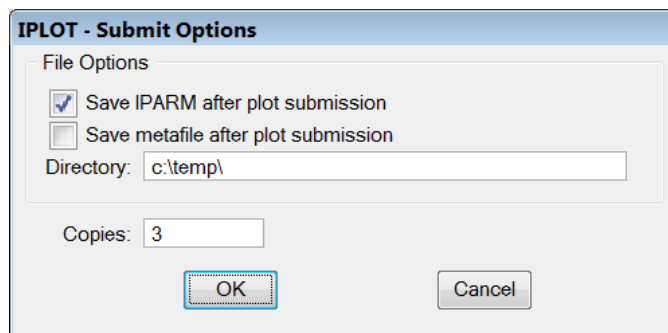 IPLOT - Submit Options
File Options
Save IPARM after plot submission
Save metafile after plot submission
Directory: c:\temp\
Copies: 3
OK Cancel